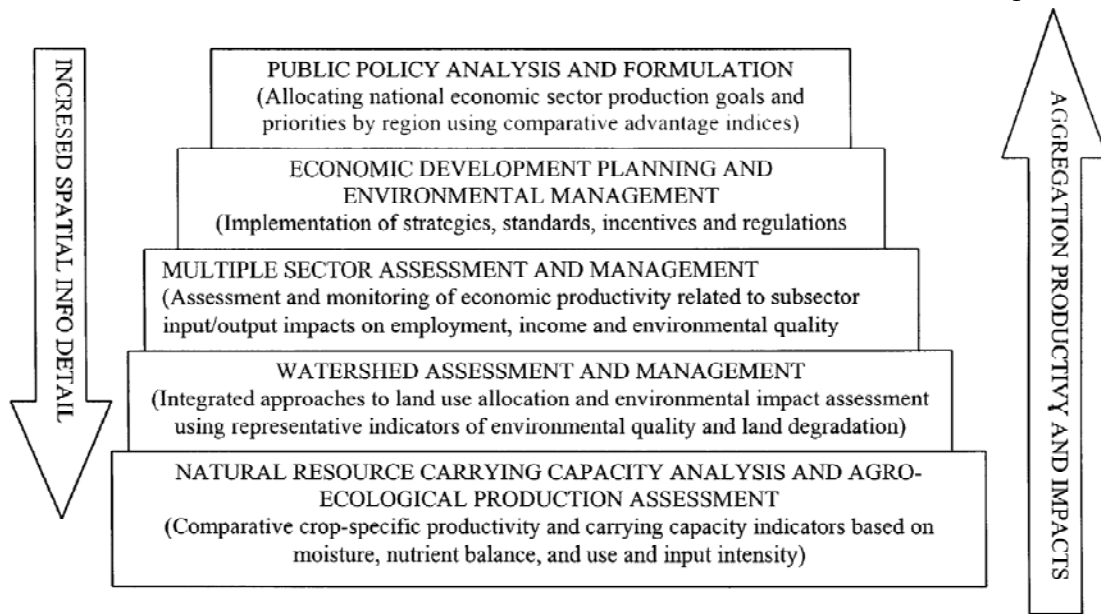 INCRESED SPATIAL INFO DETAIL
PUBLIC POLICY ANALYSIS AND FORMULATION
(Allocating national economic sector production goals and
priorities by region using comparative advantage indices)
ECONOMIC DEVELOPMENT PLANNING AND
ENVIRONMENTAL MANAGEMENT
(Implementation of strategies, standards, incentives and regulations
MULTIPLE SECTOR ASSESSMENT AND MANAGEMENT
(Assessment and monitoring of economic productivity related to subsector
input/output impacts on employment, income and environmental quality
WATERSHED ASSESSMENT AND MANAGEMENT
(Integrated approaches to land use allocation and environmental impact assessment
using representative indicators of environmental quality and land degradation)
NATURAL RESOURCE CARRYING CAPACITY ANALYSIS AND AGRO-
ECOLOGICAL PRODUCTION ASSESSMENT
(Comparative crop-specific productivity and carrying capacity indicators based on
moisture, nutrient balance, and use and input intensity)
AGGREGATION PRODUCTIVY AND IMPACTS